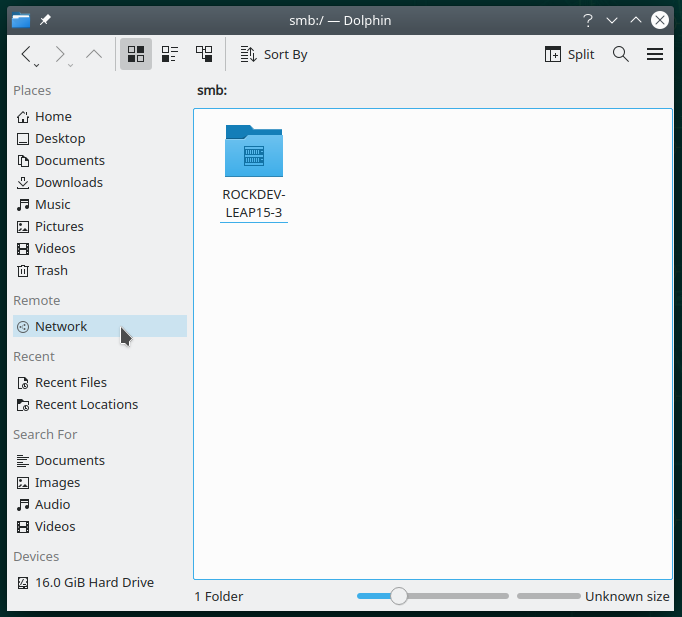 smb:/ — Dolphin
Sort By
Split
Places
Home
Desktop
Documents
Downloads
Music
Pictures
Videos
Trash
Remote
Network
Recent
Recent Files
Recent Locations
Search For
Documents
Images
Audio
Videos
Devices
16.0 GiB Hard Drive
smb:
ROCKDEV-
LEAP15-3
1 Folder
Unknown size